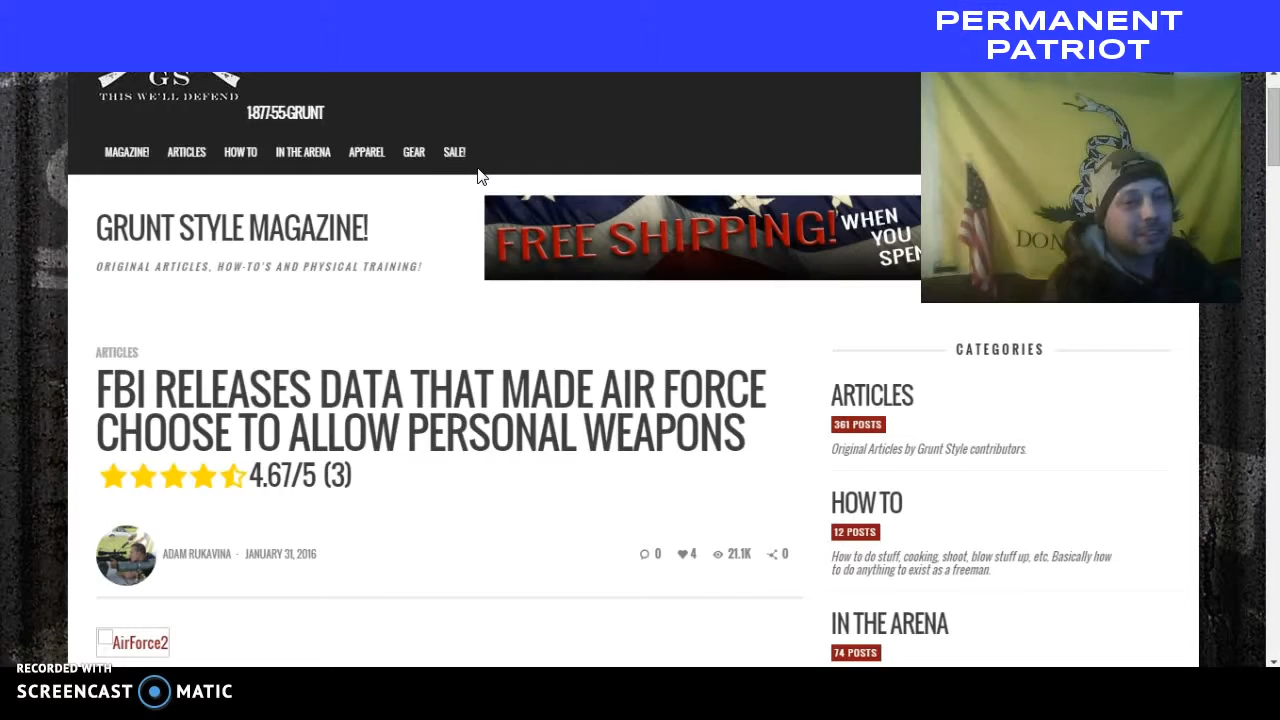 PERMANENT
PATRIOT
GS
THIS WE'LL DEFEND
1-877-55-GRUNT
MAGAZINE! ARTICLES HOW TO IN THE ARENA APPAREL GEAR SALE!
GRUNT STYLE MAGAZINE!
ORIGINAL ARTICLES, HOW-TO'S AND PHYSICAL TRAINING!
FREE SHIPPING! WHEN
YOU
SPEN
DON
ARTICLES
FBI RELEASES DATA THAT MADE AIR FORCE
CHOOSE TO ALLOW PERSONAL WEAPONS
4.67/5 (3)
ADAM RUKAVINA · JANUARY 31, 2016
0 4 21.1K 0
AirForce2
CATEGORIES
ARTICLES
361 POSTS
Original Articles by Grunt Style contributors.
HOW TO
12 POSTS
How to do stuff, cooking, shoot, blow stuff up, etc. Basically how
to do anything to exist as a freeman.
IN THE ARENA
74 POSTS
RECORDED WITH
SCREENCAST MATIC